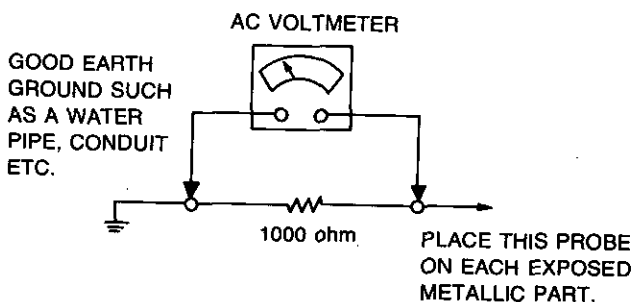 AC VOLTMETER
GOOD EARTH
GROUND SUCH
AS A WATER
PIPE, CONDUIT
ETC.
1000 ohm
PLACE THIS PROBE
ON EACH EXPOSED
METALLIC PART.